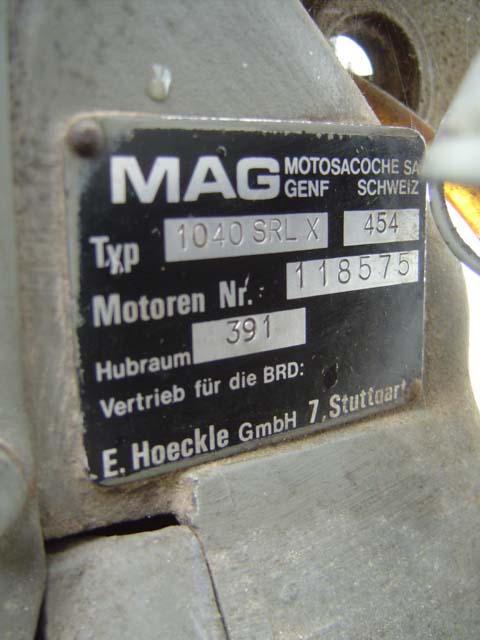 MAG MOTOSACOCHE SA
GENF SCHWEIZ
Typ 1040 SRL X 454
Motoren Nr. 118575
Hubraum 391
Vertrieb für die BRD:
E. Hoeckle GmbH 7, Stuttgart